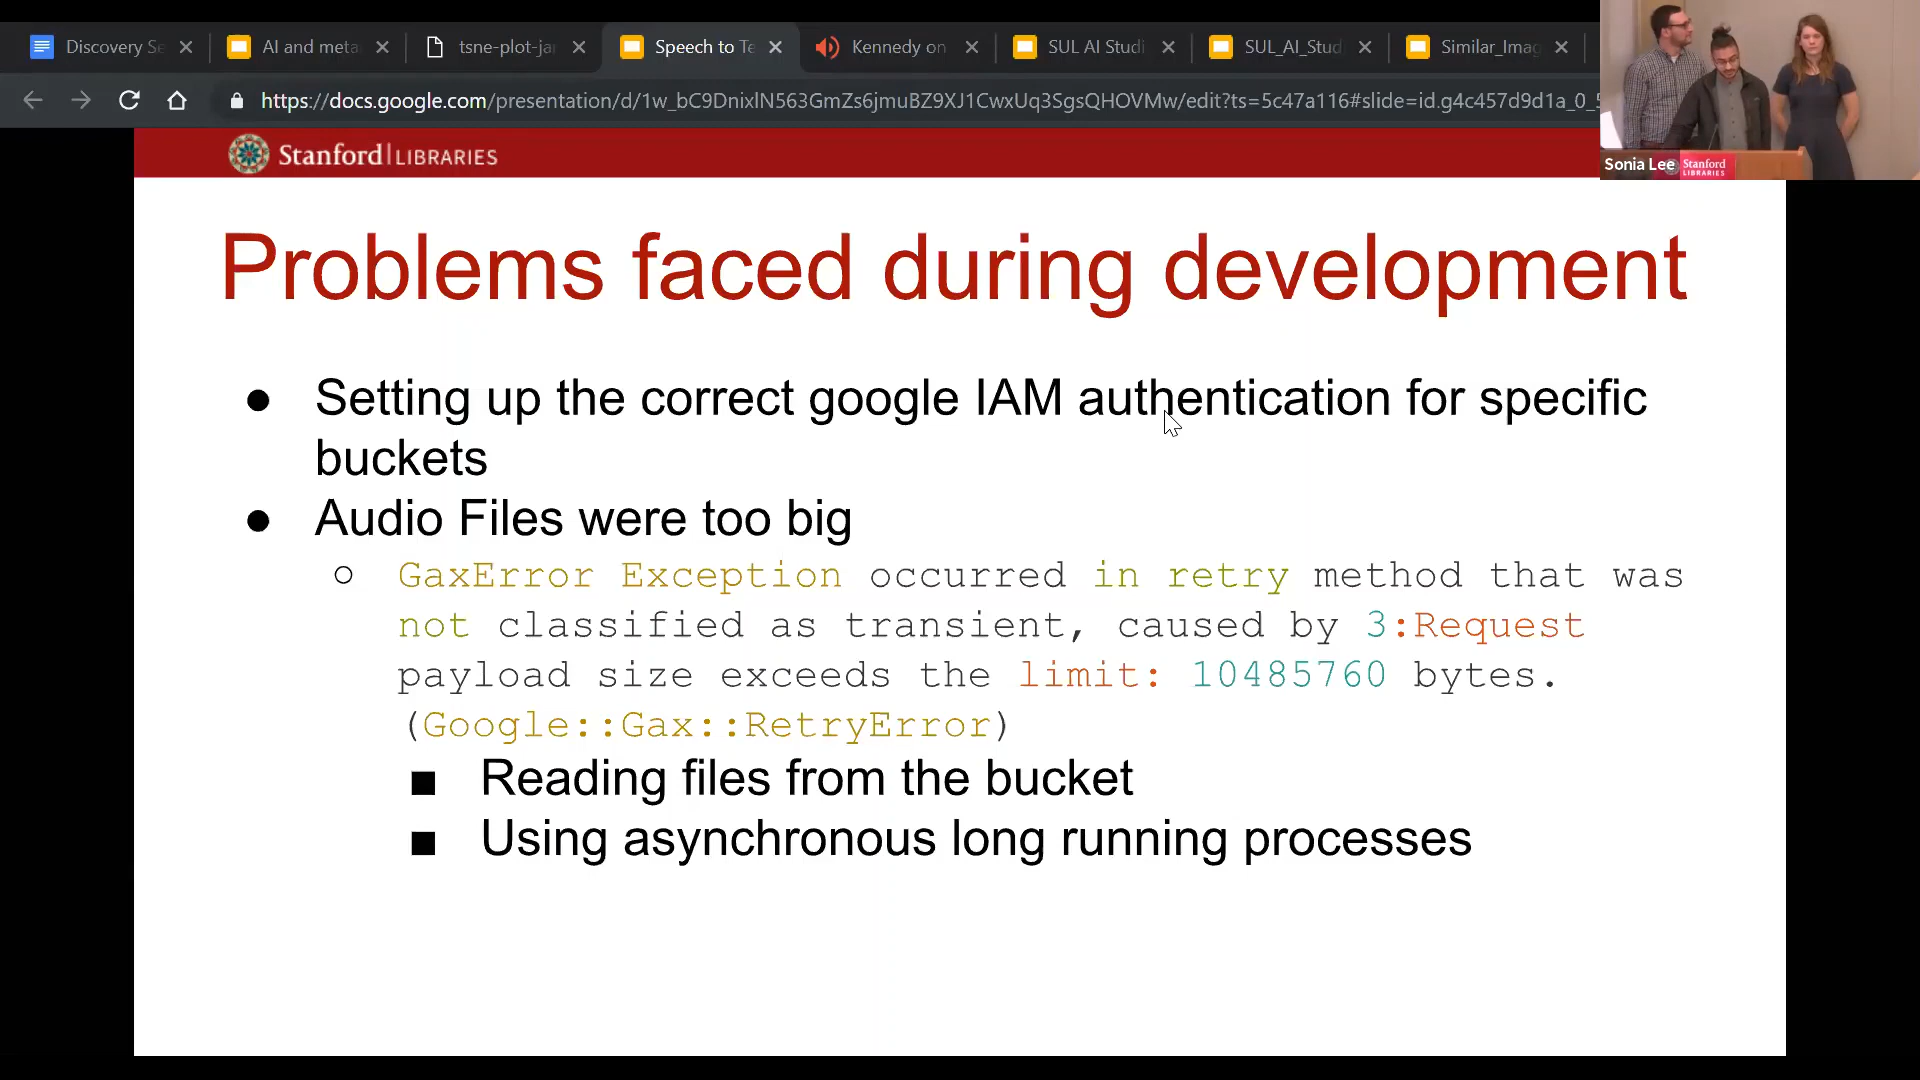 Discovery Se
AI and meta
tsne-plot-ja
Speech to Te
Kennedy on
SUL AI Studi
SUL_AI_Stud
Similar_Imag
https://docs.google.com/presentation/d/1w_bC9DnixlN563GmZs6jmuBZ9XJ1CwxUq3SgsQHOVMw/edit?ts=5c47a116#slide=id.g4c457d9d1a_0_5
Stanford LIBRARIES
Sonia Lee
Stanford
LIBRARIES
Problems faced during development
● Setting up the correct google IAM authentication for specific
buckets
● Audio Files were too big
○ GaxError Exception occurred in retry method that was
not classified as transient, caused by 3:Request
payload size exceeds the limit: 10485760 bytes.
(Google::Gax::RetryError)
■ Reading files from the bucket
■ Using asynchronous long running processes